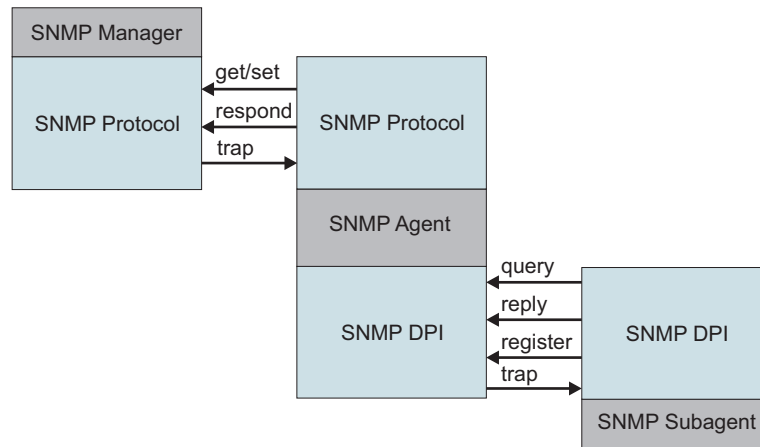 SNMP Manager
SNMP Protocol
get/set
respond
trap
SNMP Protocol
SNMP Agent
SNMP DPI
query
reply
register
trap
SNMP DPI
SNMP Subagent